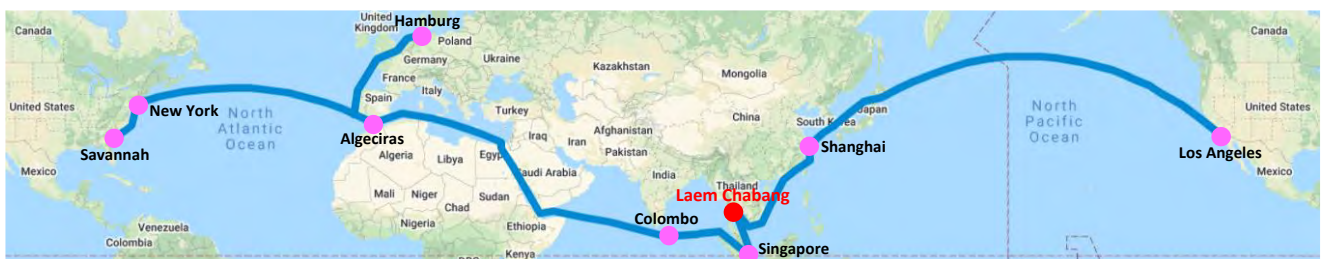 United
Kingdom
Hamburg
Canada
Poland
Canada
Germany
Ukraine
Kazakhstan
France
Mongolia
Spain
Italy
United States
New York
North
Atlantic
Ocean
Turkey
North
Pacific
Ocean
United States
China
South Korea
Japan
Algeciras
Iraq
Iran
Afghanistan
Pakistan
Savannah
Shanghai
Los Angeles
Algeria
Libya
Egypt
Saudi Arabia
India
Mexico
Mexico
Mali
Niger
Chad
Sudan
Thailand
Laem Chabang
Venezuela
Colombia
Nigeria
Ethiopia
Colombo
Kenya
Singapore